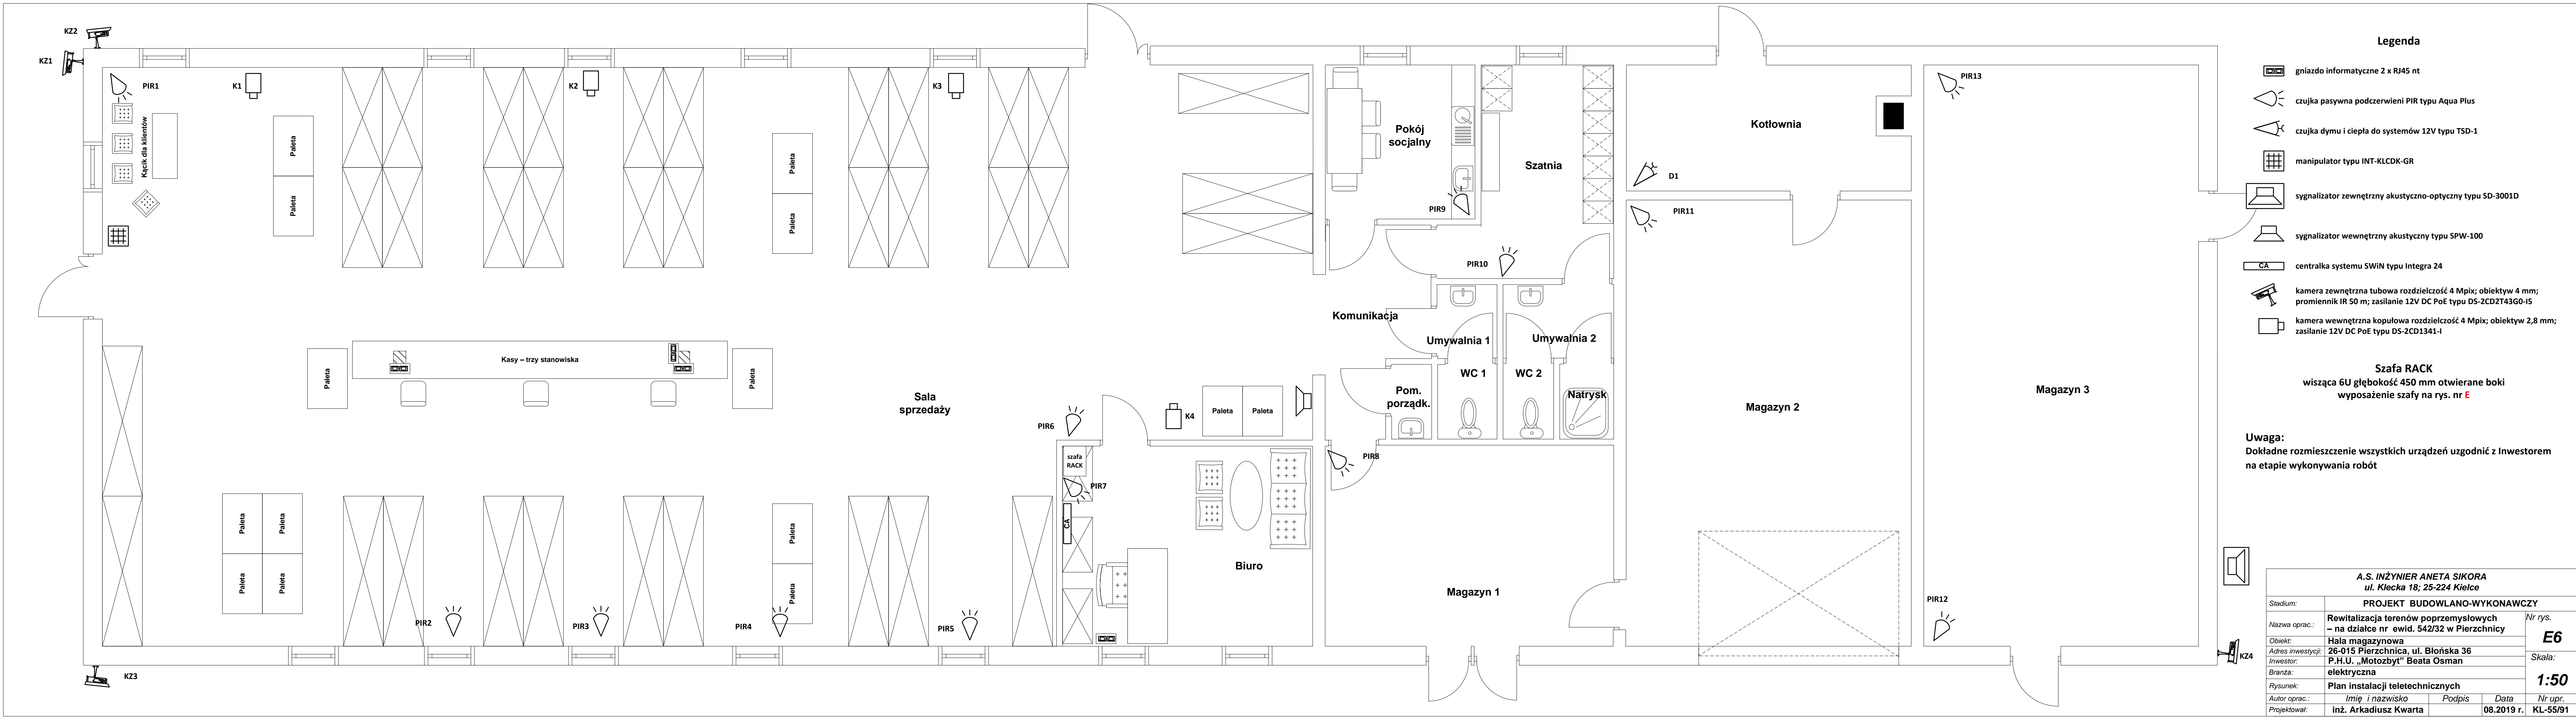 KZ2
KZ1
PIR1
K1
K2
K3
Kącik dla klientów
Paleta
Paleta
Paleta
Paleta
Pokój
socjalny
PIR9
Szatnia
PIR10
Kotłownia
D1
PIR11
PIR13
Komunikacja
Umywalnia 1
Umywalnia 2
WC 1
WC 2
Pom.
porządk.
Natrysk
Paleta
Kasy – trzy stanowiska
Paleta
Sala
sprzedaży
PIR6
K4
Paleta
Paleta
szafa
RACK
PIR7
CA
PIR8
Magazyn 2
Magazyn 3
Paleta
Paleta
Paleta
Paleta
Paleta
Paleta
Biuro
Magazyn 1
PIR2
PIR3
PIR4
PIR5
PIR12
KZ3
KZ4
Legenda
gniazdo informatyczne 2 x RJ45 nt
czujka pasywna podczerwieni PIR typu Aqua Plus
czujka dymu i ciepła do systemów 12V typu TSD-1
manipulator typu INT-KLCDK-GR
sygnalizator zewnętrzny akustyczno-optyczny typu SD-3001D
sygnalizator wewnętrzny akustyczny typu SPW-100
CA centralka systemu SWiN typu Integra 24
kamera zewnętrzna tubowa rozdzielczość 4 Mpix; obiektyw 4 mm;
promiennik IR 50 m; zasilanie 12V DC PoE typu DS-2CD2T43G0-I5
kamera wewnętrzna kopułowa rozdzielczość 4 Mpix; obiektyw 2,8 mm;
zasilanie 12V DC PoE typu DS-2CD1341-I
Szafa RACK
wisząca 6U głębokość 450 mm otwierane boki
wyposażenie szafy na rys. nr E
Uwaga:
Dokładne rozmieszczenie wszystkich urządzeń uzgodnić z Inwestorem
na etapie wykonywania robót
A.S. INŻYNIER ANETA SIKORA
ul. Klecka 18; 25-224 Kielce
Stadium: PROJEKT BUDOWLANO-WYKONAWCZY
Nazwa oprac.: Rewitalizacja terenów poprzemysłowych
– na działce nr ewid. 542/32 w Pierzchnicy
Nr rys.
E6
Obiekt: Hala magazynowa
Adres inwestycji: 26-015 Pierzchnica, ul. Błońska 36
Inwestor: P.H.U. „Motozbyt" Beata Osman
Skala:
1:50
Branża: elektryczna
Rysunek: Plan instalacji teletechnicznych
Autor oprac.: Imię i nazwisko Podpis Data Nr upr.
Projektował: inż. Arkadiusz Kwarta 08.2019 r. KL-55/91